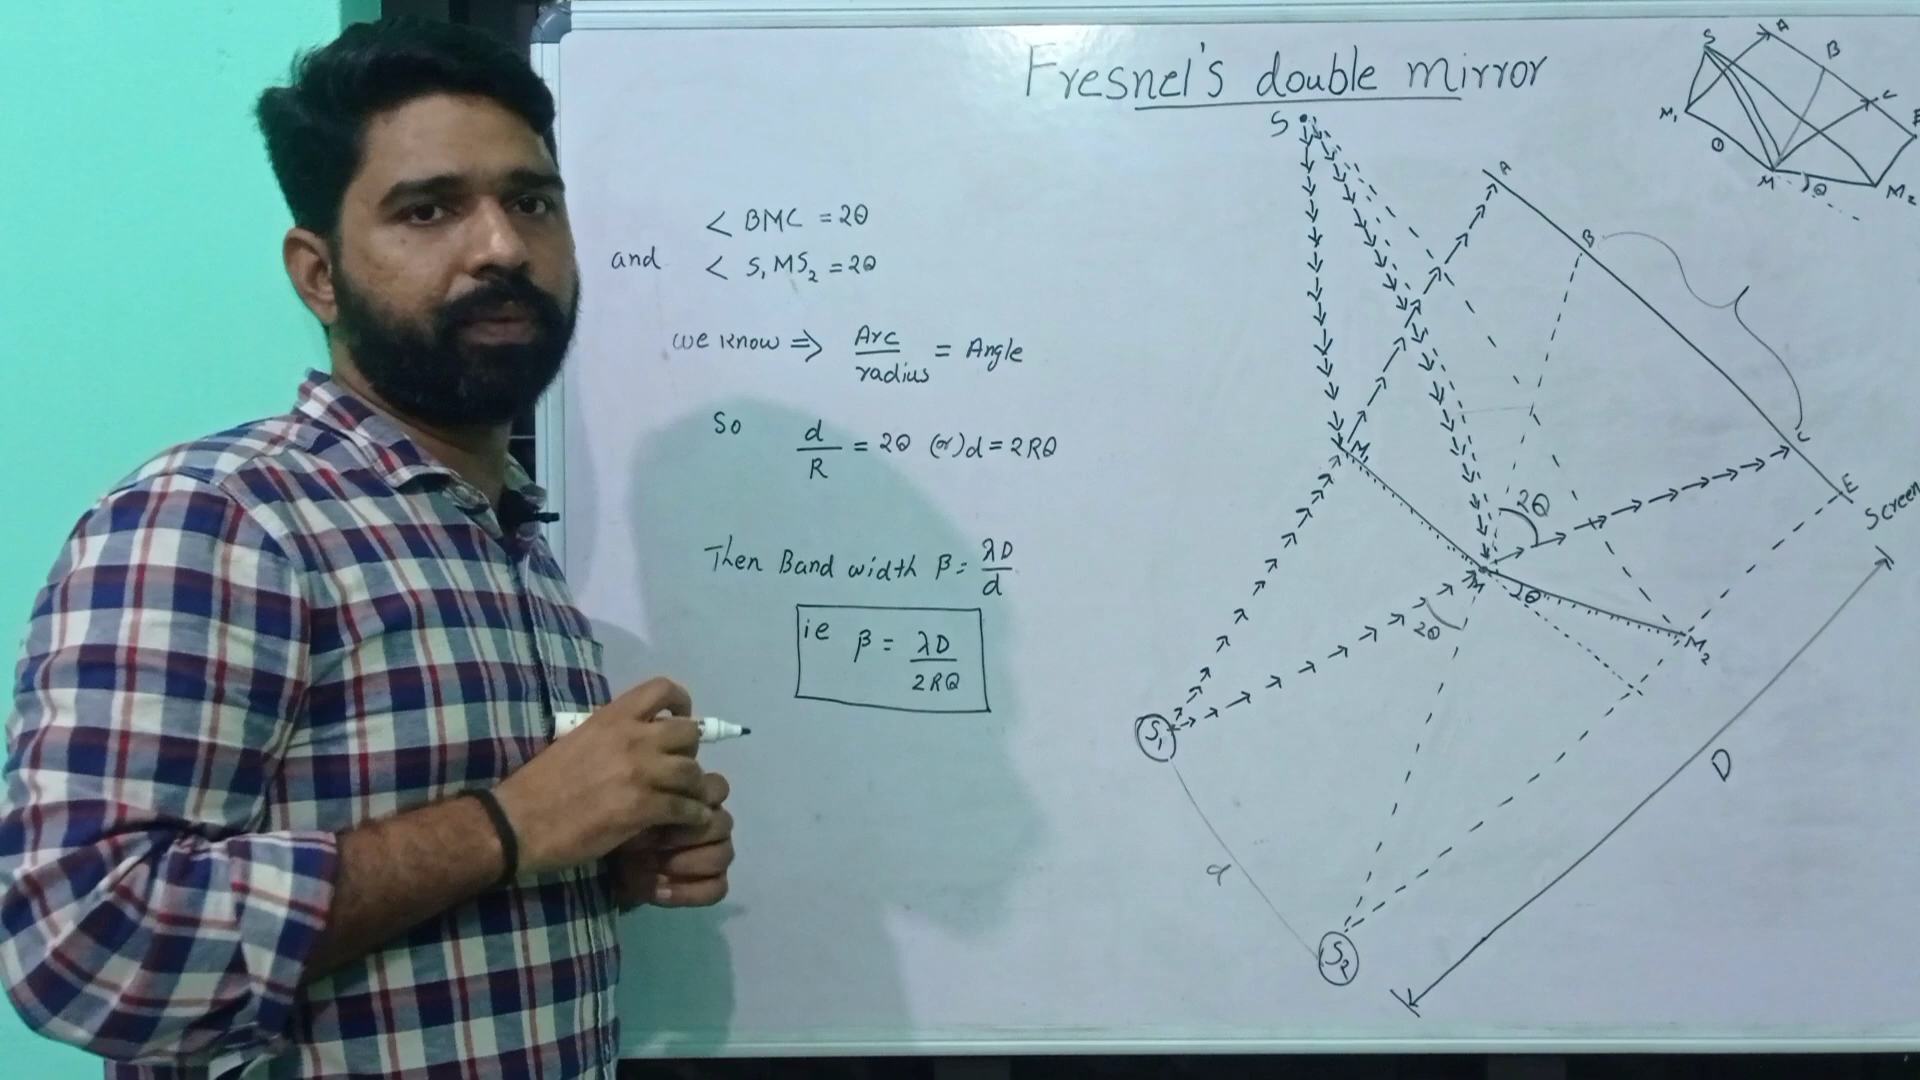 Fresnel's double mirror
< BMC = 2θ
and < S₁MS₂ = 2θ
we know ⇒ Arc/radius = Angle
So d/R = 2θ (or) d = 2Rθ
Then Band width β = λD/d
ie β = λD/2Rθ
S
A
B
C
E
Screen
M₁
M
M₂
2θ
2θ
2θ
S₁
S₂
d
D
S
A
B
C
E
M₁
θ
M
θ
M₂